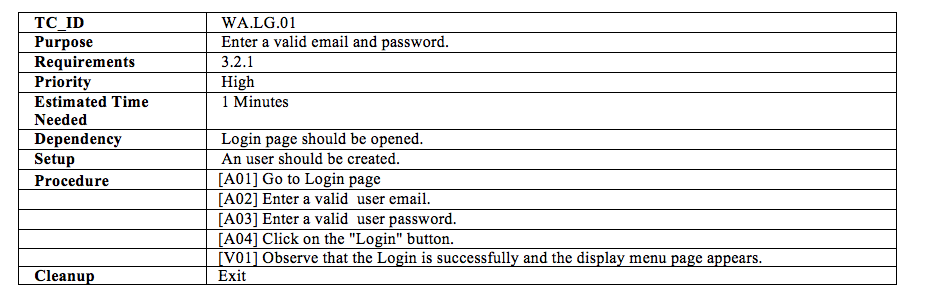 TC_ID WA.LG.01
Purpose Enter a valid email and password.
Requirements 3.2.1
Priority High
Estimated Time 1 Minutes
Needed
Dependency Login page should be opened.
Setup An user should be created.
Procedure [A01] Go to Login page
[A02] Enter a valid  user email.
[A03] Enter a valid  user password.
[A04] Click on the "Login" button.
[V01] Observe that the Login is successfully and the display menu page appears.
Cleanup Exit